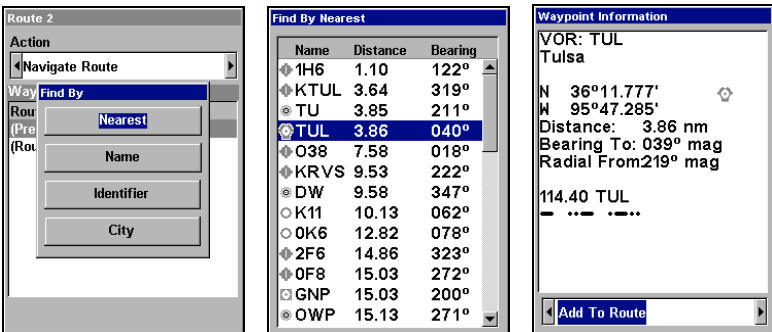 Route 2
Action
Navigate Route
Way
Find By
Rou
(Pre
(Rou
Nearest
Name
Identifier
City
Find By Nearest
Name Distance Bearing
1H6 1.10 122º
KTUL 3.64 319º
TU 3.85 211º
TUL 3.86 040º
O38 7.58 018º
KRVS 9.53 222º
DW 9.58 347º
K11 10.13 062º
0K6 12.82 078º
2F6 14.86 323º
0F8 15.03 272º
GNP 15.03 200º
OWP 15.13 271º
Waypoint Information
VOR: TUL
Tulsa
N 36º11.777'
W 95º47.285'
Distance: 3.86 nm
Bearing To: 039º mag
Radial From:219º mag
114.40 TUL
Add To Route